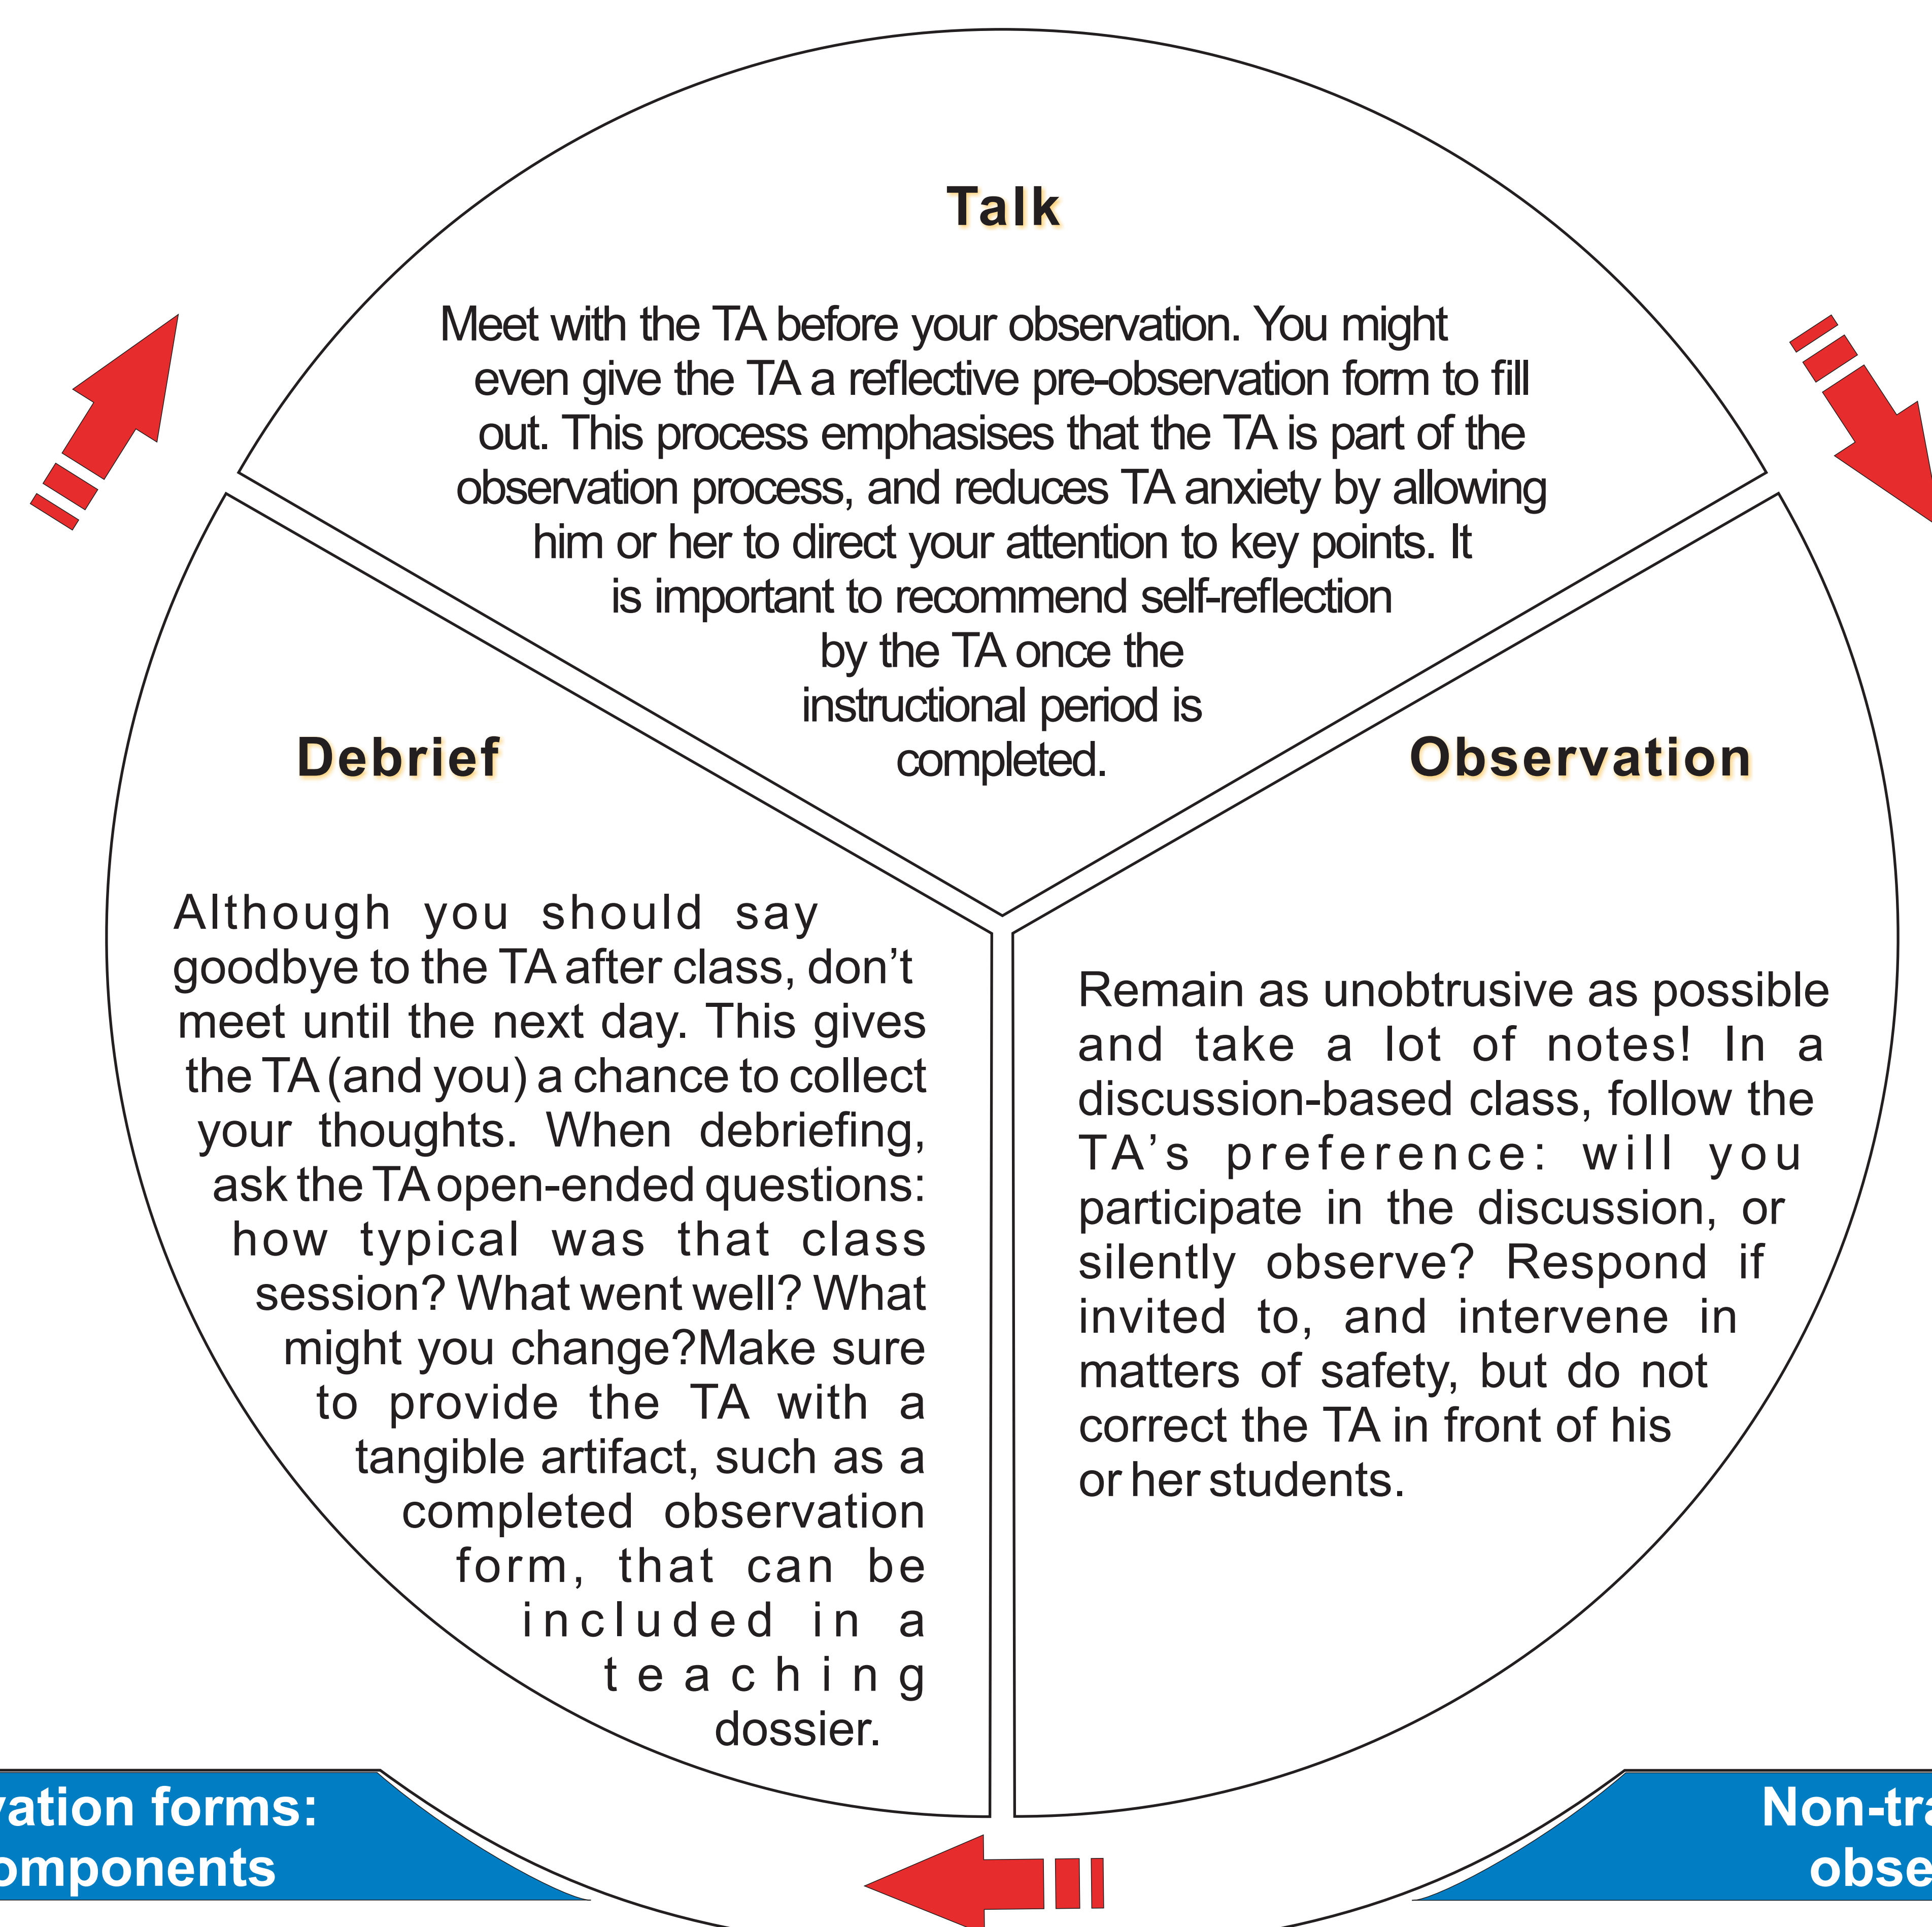 Talk
Meet with the TA before your observation. You might
even give the TA a reflective pre-observation form to fill
out. This process emphasises that the TA is part of the
observation process, and reduces TA anxiety by allowing
him or her to direct your attention to key points. It
is important to recommend self-reflection
by the TA once the
instructional period is
completed.
Observation
Remain as unobtrusive as possible
and take a lot of notes! In a
discussion-based class, follow the
TA’s preference: will you
participate in the discussion, or
silently observe? Respond if
invited to, and intervene in
matters of safety, but do not
correct the TA in front of his
or her students.
Debrief
Although you should say
goodbye to the TA after class, don’t
meet until the next day. This gives
the TA (and you) a chance to collect
your thoughts. When debriefing,
ask the TA open-ended questions:
how typical was that class
session? What went well? What
might you change?Make sure
to provide the TA with a
tangible artifact, such as a
completed observation
form, that can be
included in a
teaching
dossier.
forms: